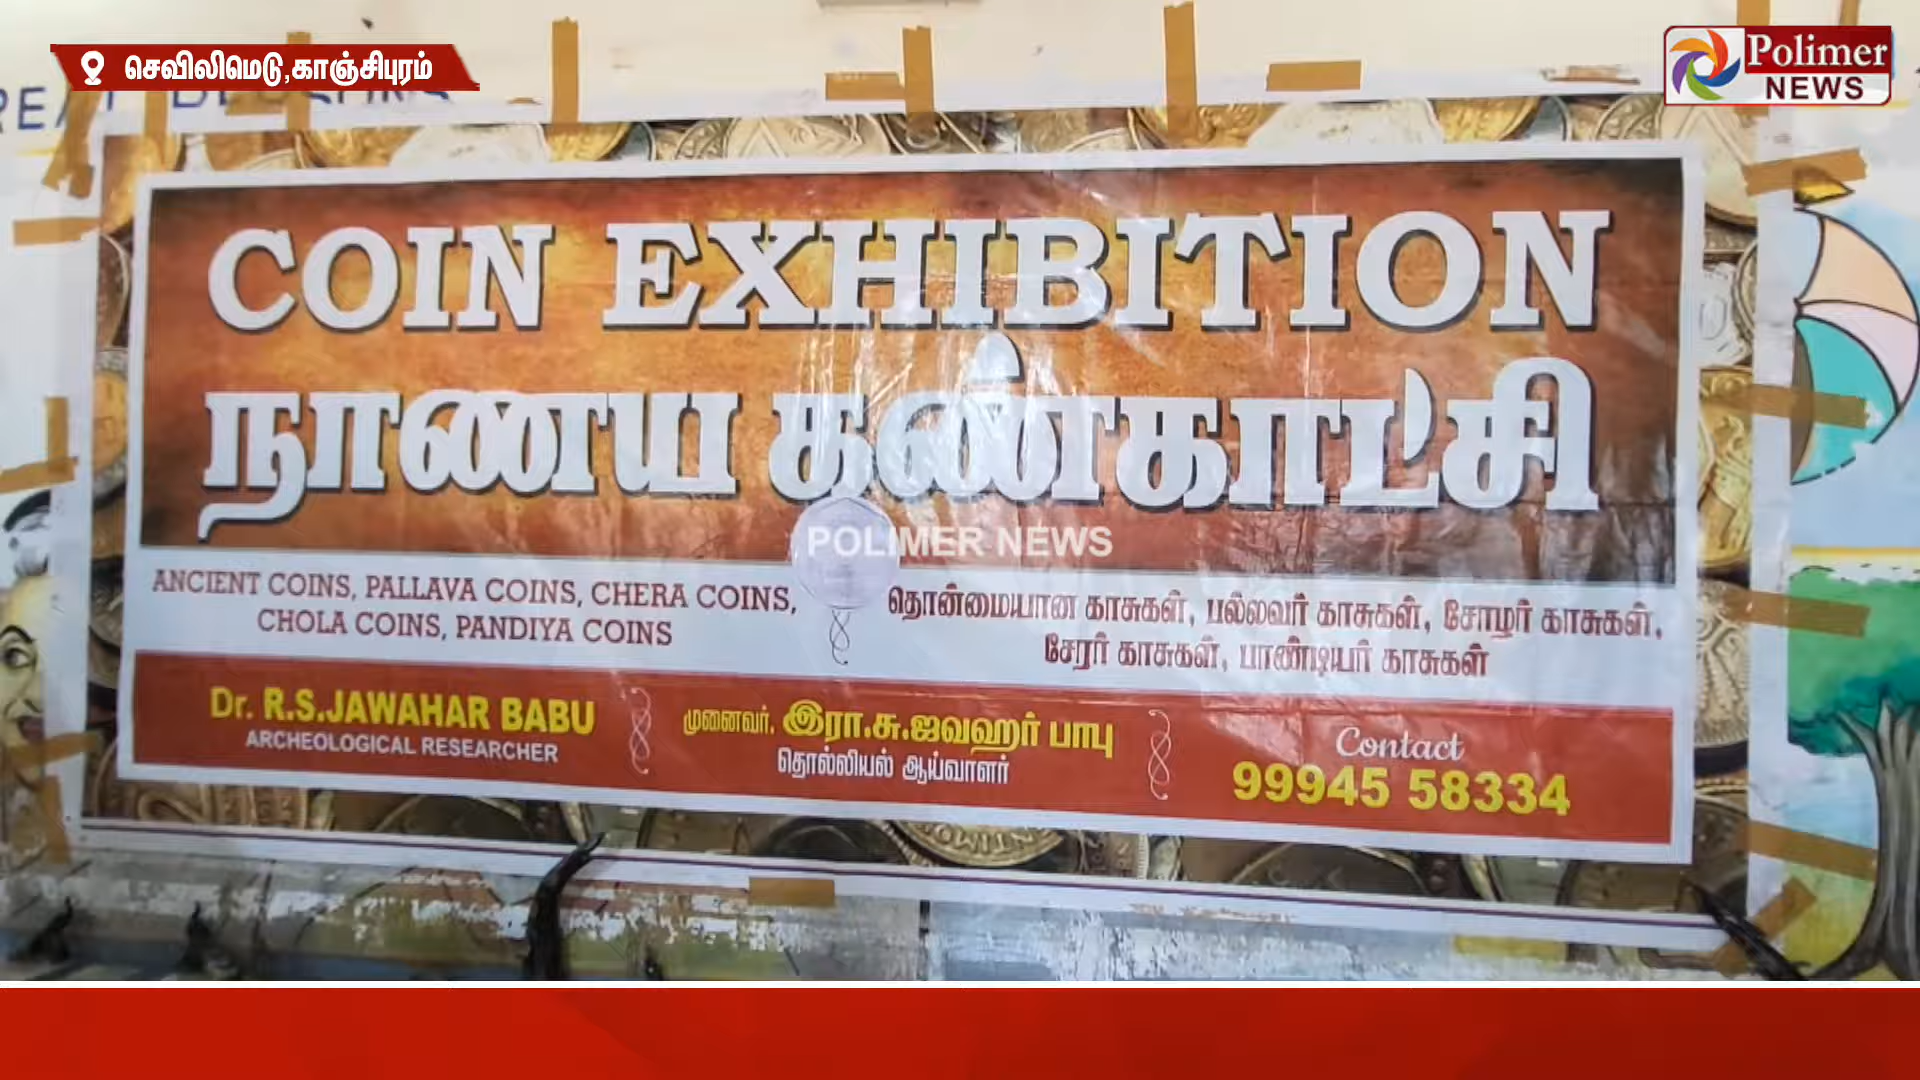 செவிலிமெடு,காஞ்சிபுரம்
Polimer
NEWS
COIN EXHIBITION
நாணய கண்காட்சி
POLIMER NEWS
ANCIENT COINS, PALLAVA COINS, CHERA COINS,
CHOLA COINS, PANDIYA COINS
தொன்மையான காசுகள், பல்லவர் காசுகள், சோழர் காசுகள்,
சேரர் காசுகள், பாண்டியர் காசுகள்
Dr. R.S.JAWAHAR BABU
ARCHEOLOGICAL RESEARCHER
முனைவர். இரா.சு.ஜவஹர் பாபு
தொல்லியல் ஆய்வாளர்
Contact
99994 58334